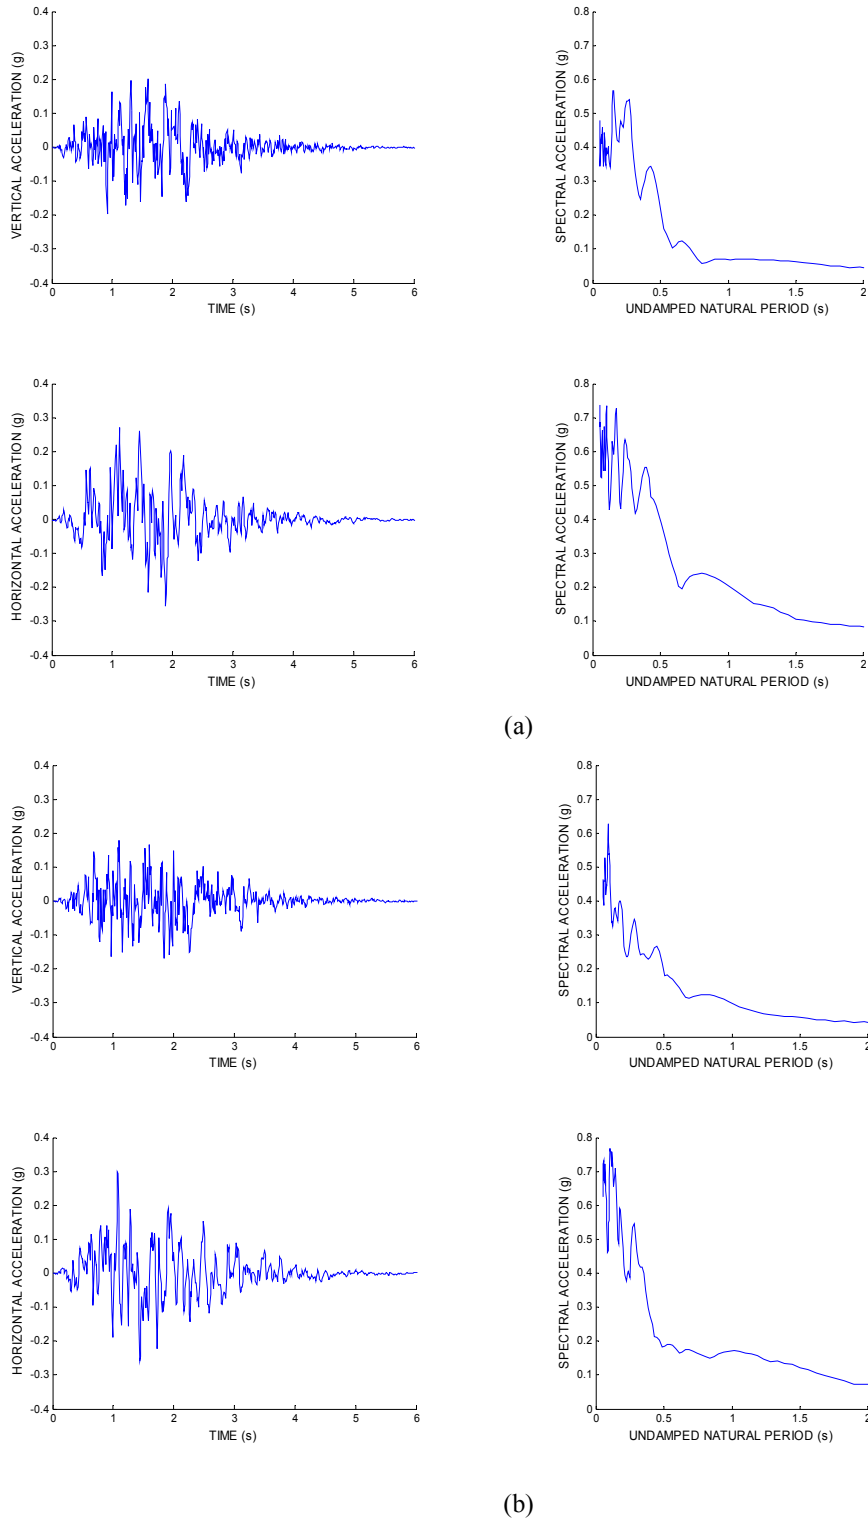 VERTICAL ACCELERATION (g)
0.4
0.3
0.2
0.1
0
-0.1
-0.2
-0.3
-0.4
0 1 2 3 4 5 6
TIME (s)
SPECTRAL ACCELERATION (g)
0.8
0.7
0.6
0.5
0.4
0.3
0.2
0.1
0
0 0.5 1 1.5 2
UNDAMPED NATURAL PERIOD (s)
HORIZONTAL ACCELERATION (g)
0.4
0.3
0.2
0.1
0
-0.1
-0.2
-0.3
-0.4
0 1 2 3 4 5 6
TIME (s)
SPECTRAL ACCELERATION (g)
0.8
0.7
0.6
0.5
0.4
0.3
0.2
0.1
0
0 0.5 1 1.5 2
UNDAMPED NATURAL PERIOD (s)
(a)
VERTICAL ACCELERATION (g)
0.4
0.3
0.2
0.1
0
-0.1
-0.2
-0.3
-0.4
0 1 2 3 4 5 6
TIME (s)
SPECTRAL ACCELERATION (g)
0.8
0.7
0.6
0.5
0.4
0.3
0.2
0.1
0
0 0.5 1 1.5 2
UNDAMPED NATURAL PERIOD (s)
HORIZONTAL ACCELERATION (g)
0.4
0.3
0.2
0.1
0
-0.1
-0.2
-0.3
-0.4
0 1 2 3 4 5 6
TIME (s)
SPECTRAL ACCELERATION (g)
0.8
0.7
0.6
0.5
0.4
0.3
0.2
0.1
0
0 0.5 1 1.5 2
UNDAMPED NATURAL PERIOD (s)
(b)